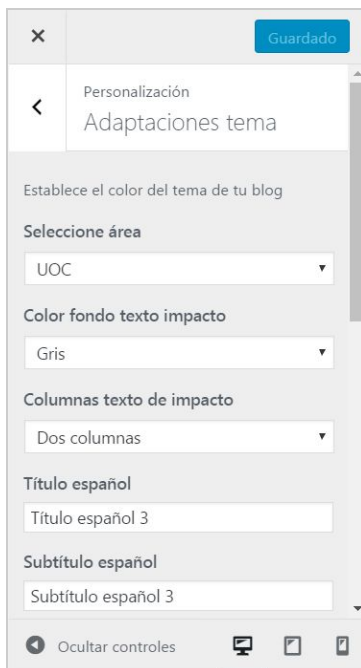 Guardado
Personalización
Adaptaciones tema
Establece el color del tema de tu blog
Seleccione área
UOC
Color fondo texto impacto
Gris
Columnas texto de impacto
Dos columnas
Título español
Título español 3
Subtítulo español
Subtítulo español 3
Ocultar controles